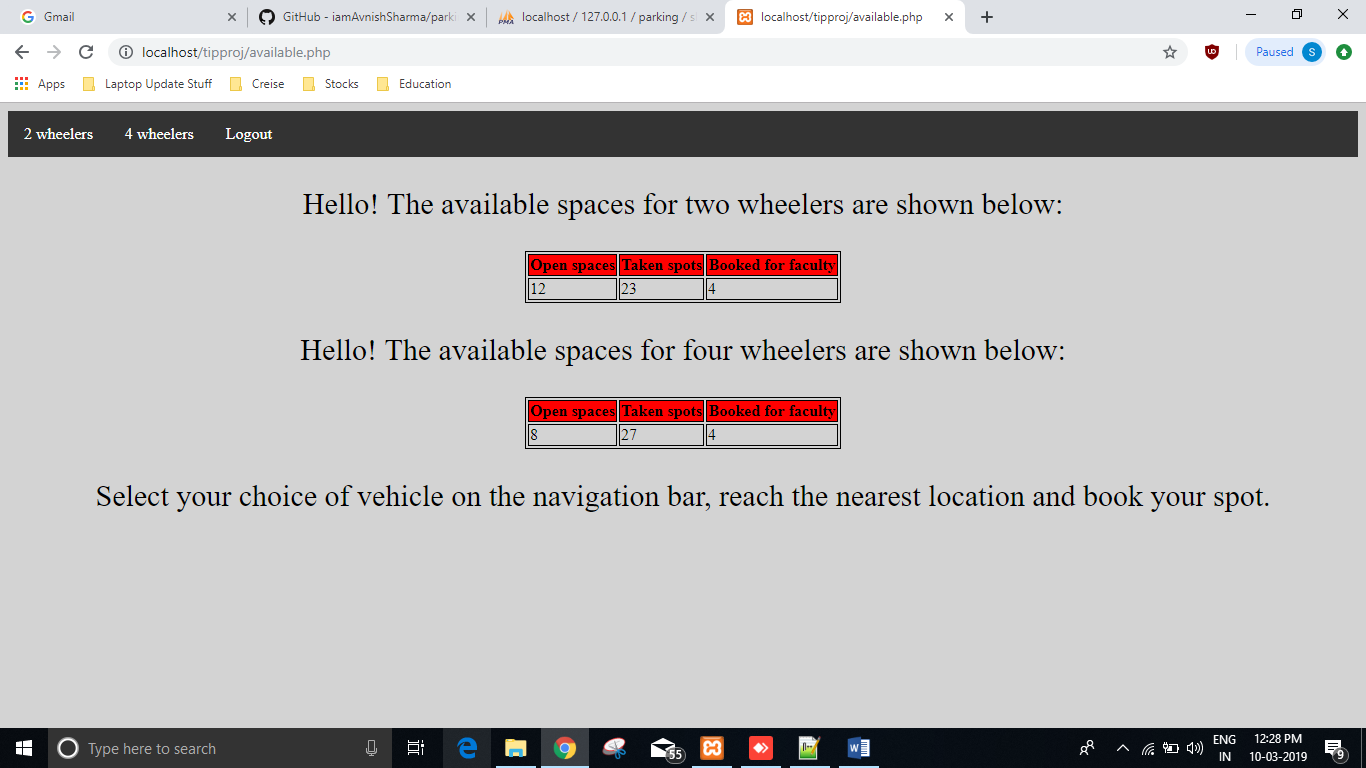 Gmail
GitHub - iamAvnishSharma/parki
localhost / 127.0.0.1 / parking / sl
localhost/tipproj/available.php
localhost/tipproj/available.php
Paused
S
Apps
Laptop Update Stuff
Creise
Stocks
Education
2 wheelers
4 wheelers
Logout
Hello! The available spaces for two wheelers are shown below:
Open spaces Taken spots Booked for faculty
12 23 4
Hello! The available spaces for four wheelers are shown below:
Open spaces Taken spots Booked for faculty
8 27 4
Select your choice of vehicle on the navigation bar, reach the nearest location and book your spot.
Type here to search
55
ENG
IN
12:28 PM
10-03-2019
9